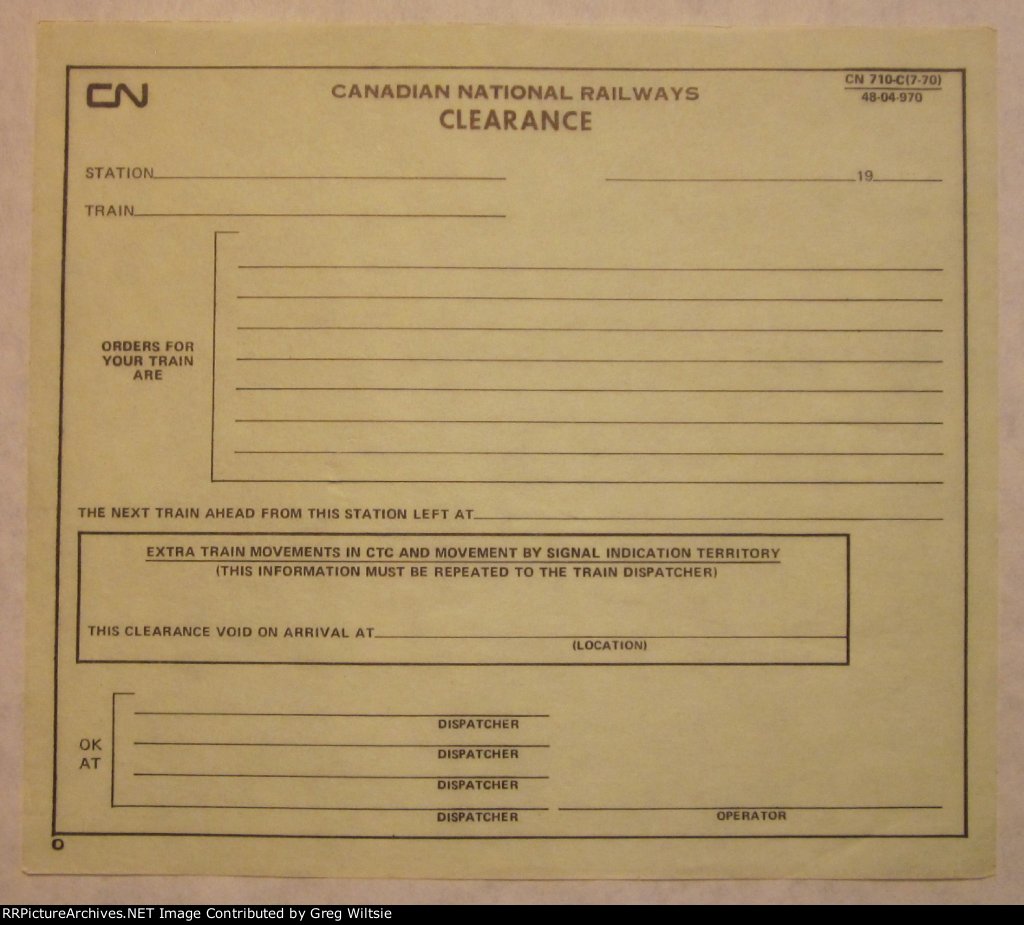 CN
CANADIAN NATIONAL RAILWAYS
CLEARANCE
CN 710-C(7-70)
48-04-970
STATION
19
TRAIN
ORDERS FOR
YOUR TRAIN
ARE
THE NEXT TRAIN AHEAD FROM THIS STATION LEFT AT
EXTRA TRAIN MOVEMENTS IN CTC AND MOVEMENT BY SIGNAL INDICATION TERRITORY
(THIS INFORMATION MUST BE REPEATED TO THE TRAIN DISPATCHER)
THIS CLEARANCE VOID ON ARRIVAL AT
(LOCATION)
OK
AT
DISPATCHER
DISPATCHER
DISPATCHER
DISPATCHER
OPERATOR
O
RRPictureArchives.NET Image Contributed by Greg Wiltsie